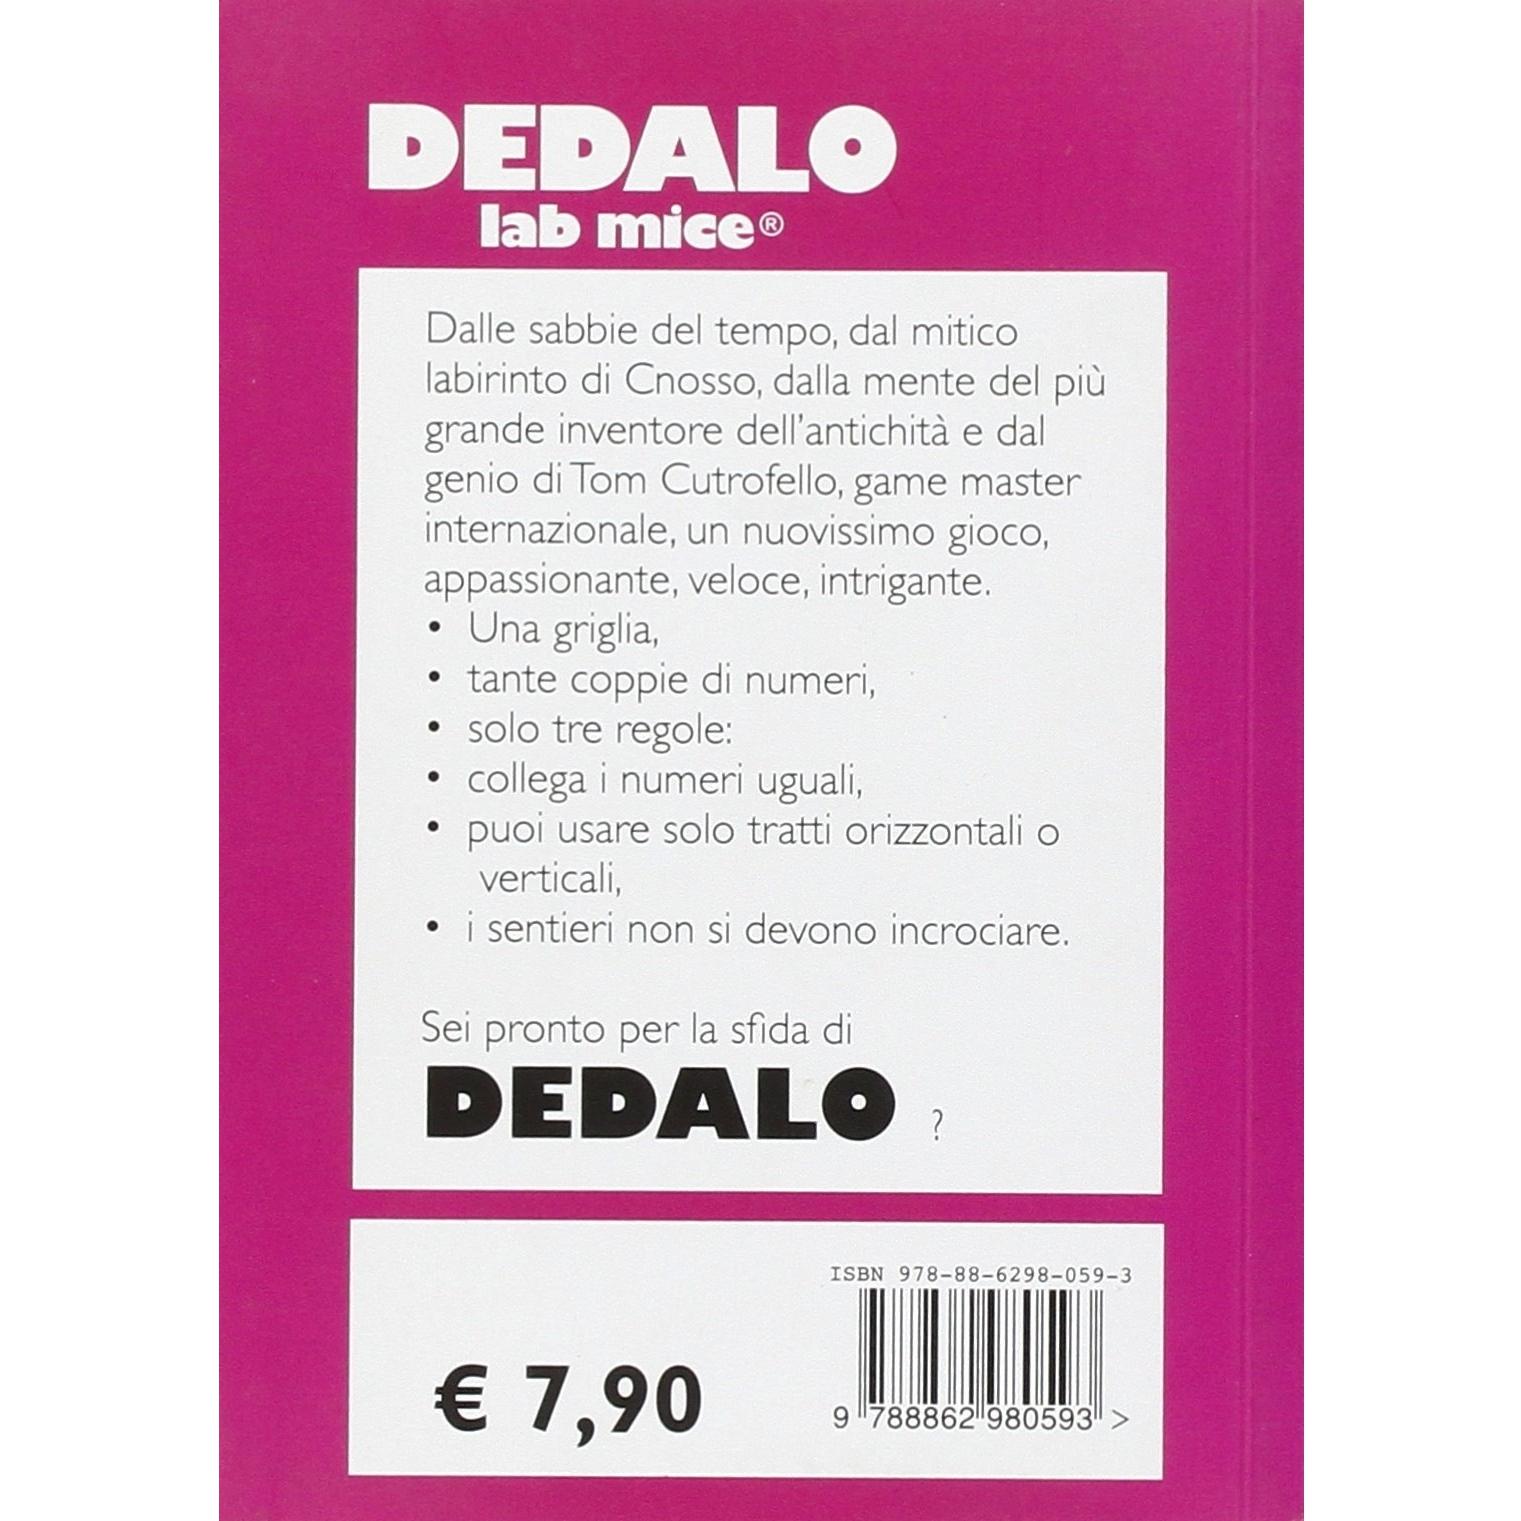 DEDALO
lab mice®
Dalle sabbie del tempo, dal mitico
labirinto di Cnosso, dalla mente del più
grande inventore dell'antichità e dal
genio di Tom Cutrofello, game master
internazionale, un nuovissimo gioco,
appassionante, veloce, intrigante.
• Una griglia,
• tante coppie di numeri,
• solo tre regole:
• collega i numeri uguali,
• puoi usare solo tratti orizzontali o
verticali,
• i sentieri non si devono incrociare.
Sei pronto per la sfida di
DEDALO ?
ISBN 978-88-6298-059-3
€ 7,90
9 788862 980593 >